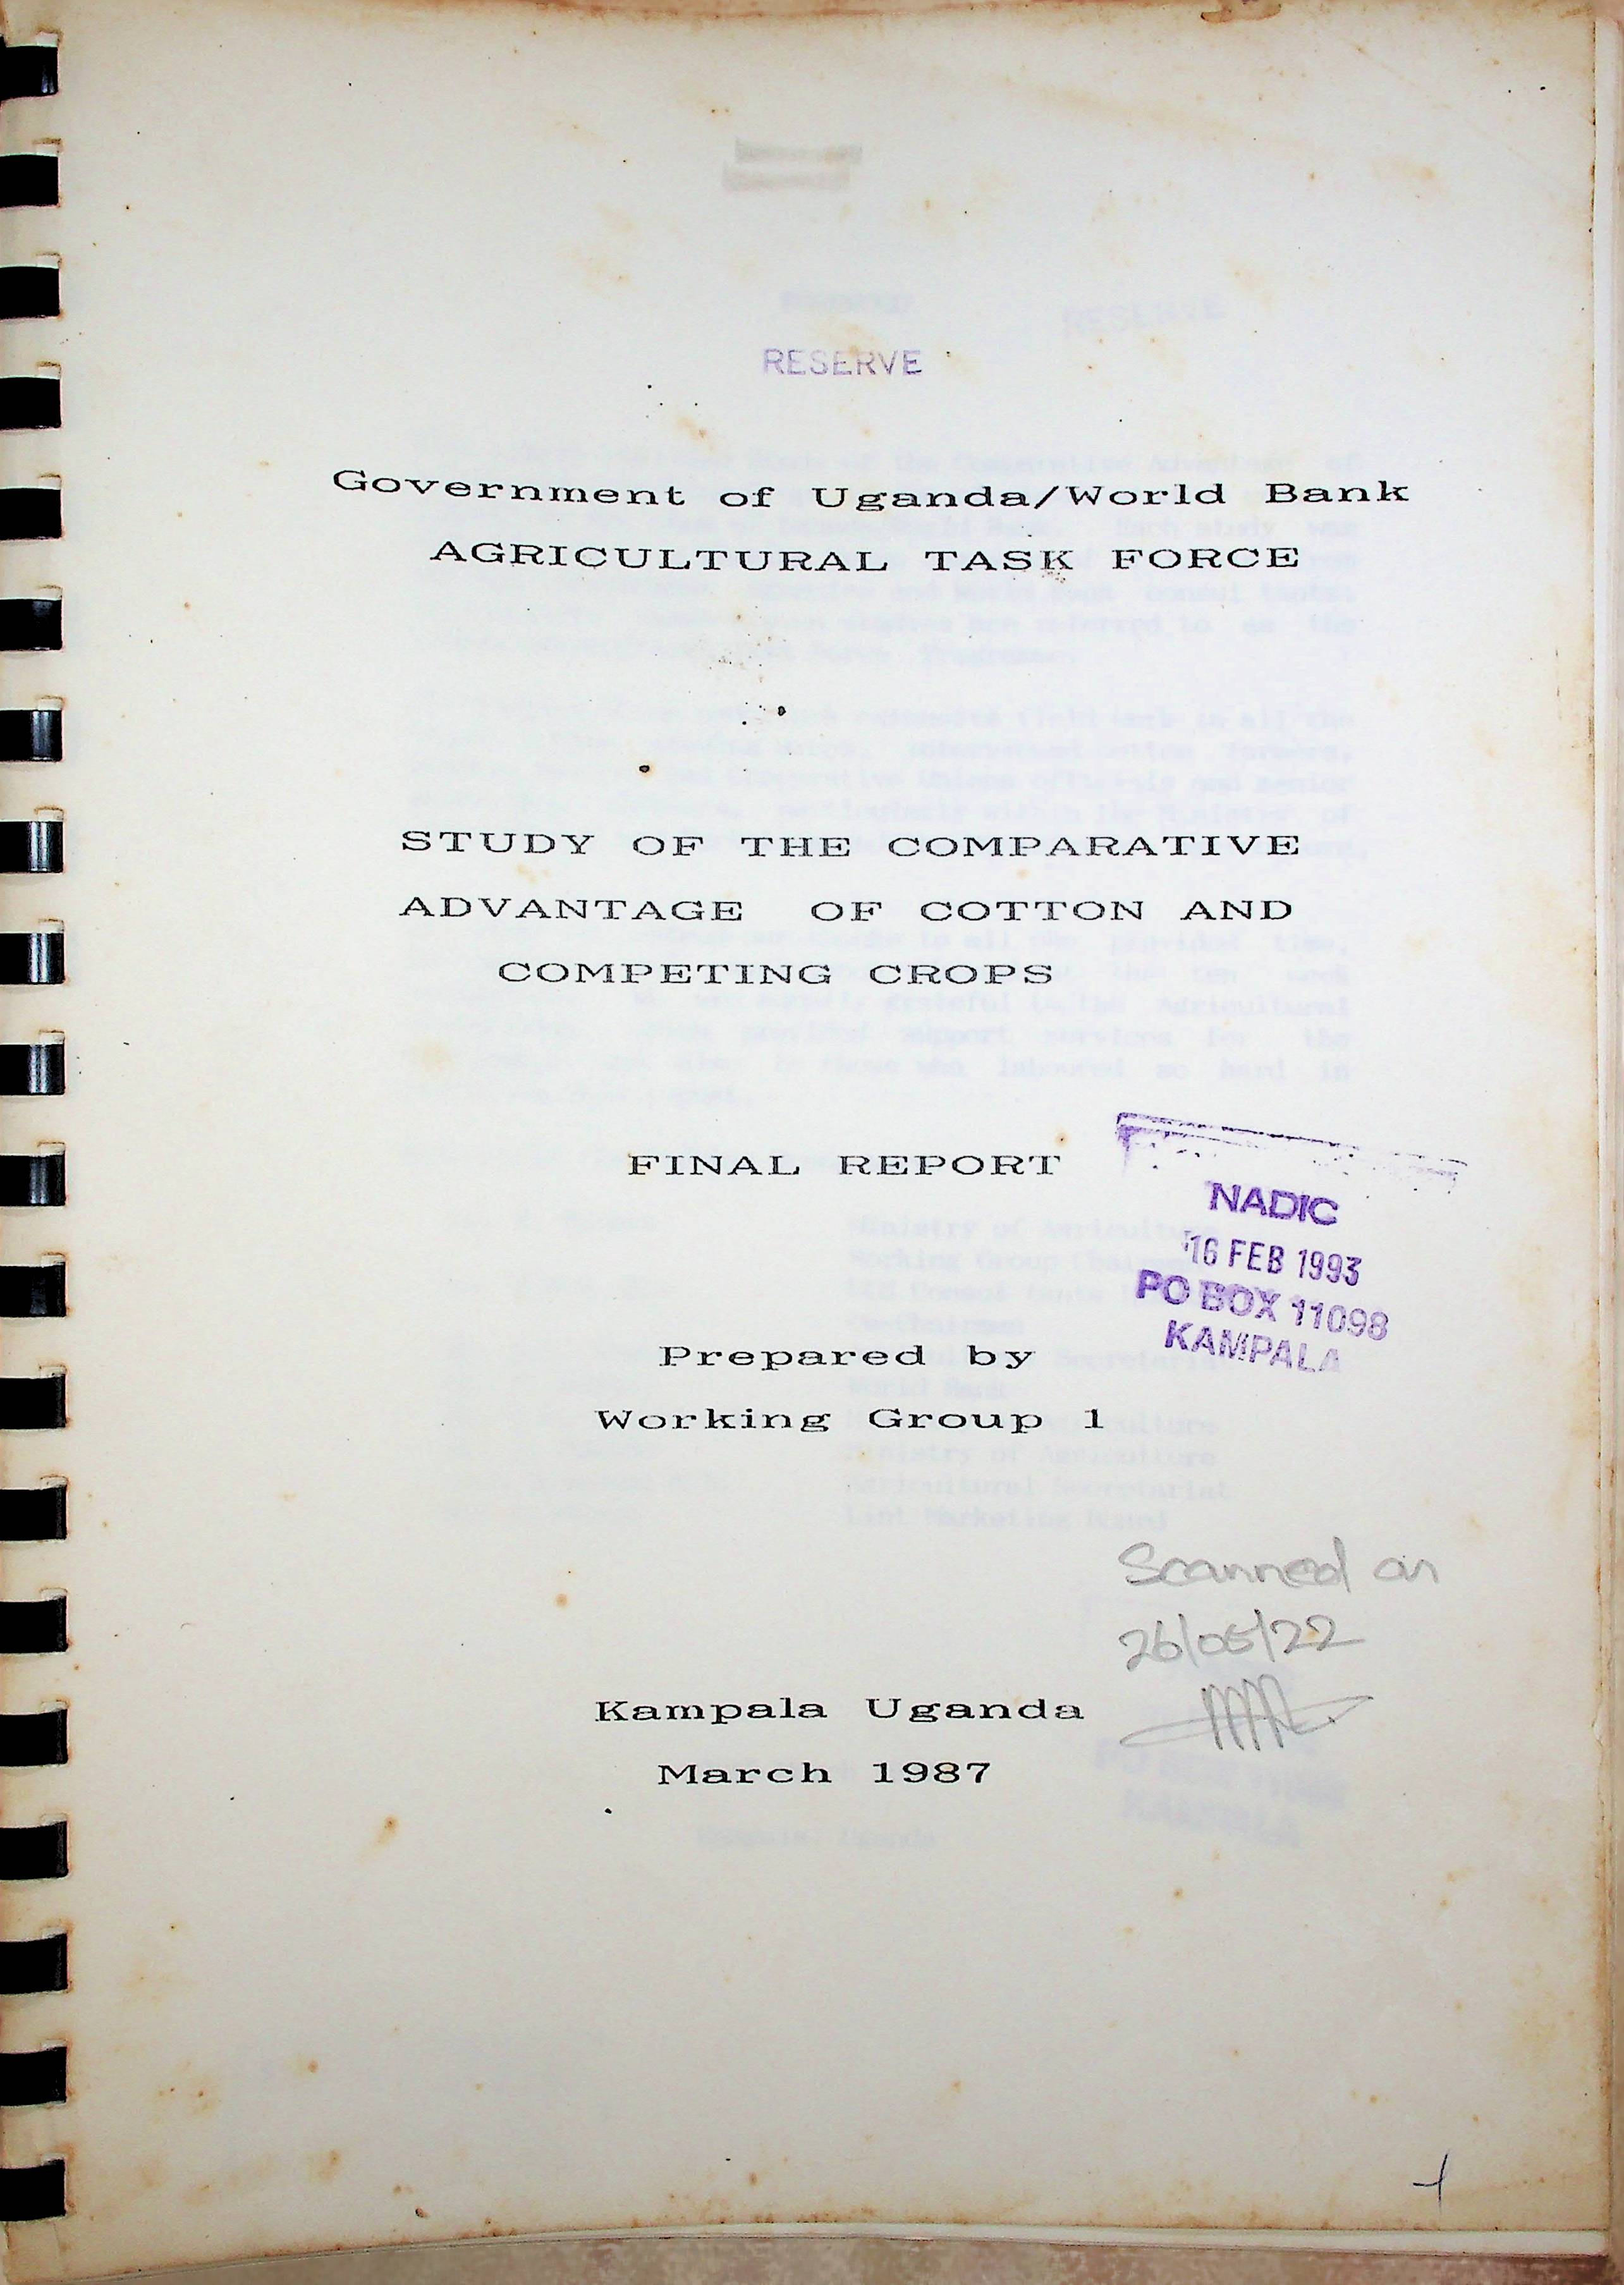 RESERVE
Government of Uganda/World Bank
AGRICULTURAL TASK FORCE
STUDY OF THE COMPARATIVE
ADVANTAGE OF COTTON AND
COMPETING CROPS
FINAL REPORT
NADIC
16 FEB 1993
PO BOX 11098
KAMPALA
Prepared by
Working Group 1
Scanned on
26/05/22
Kampala Uganda
March 1987